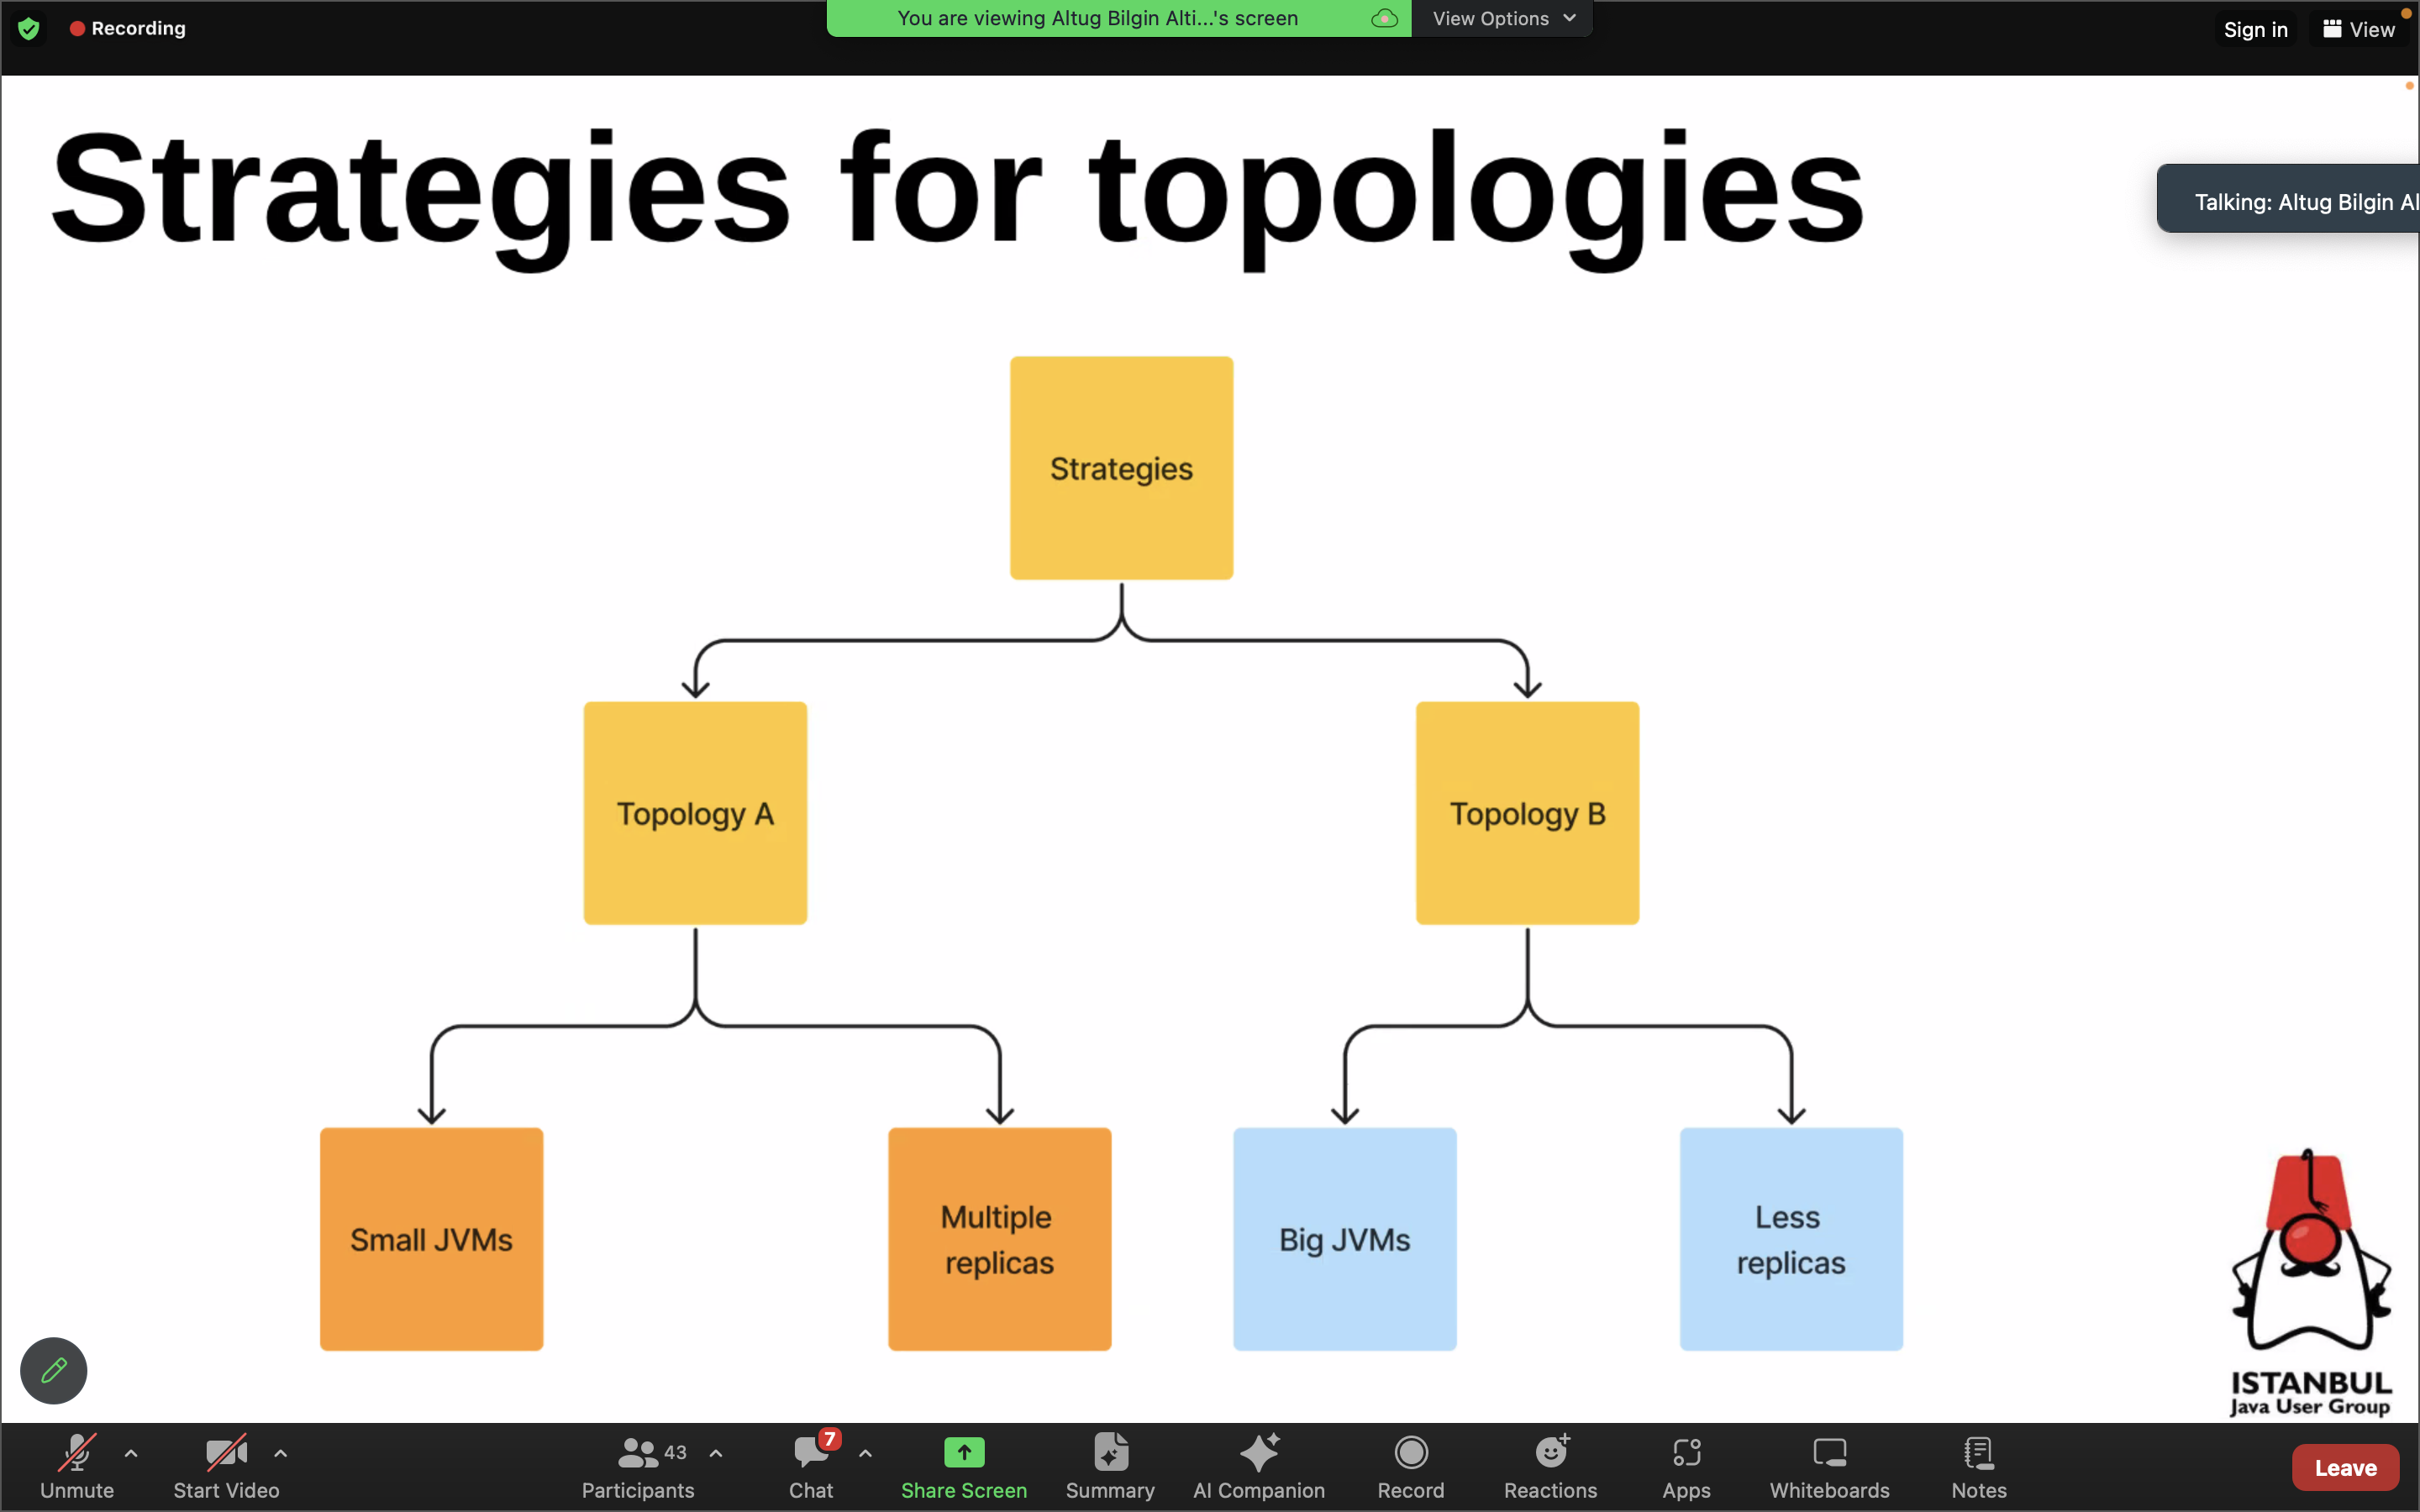 Recording
You are viewing Altug Bilgin Alti...'s screen
View Options
Sign in
View
Strategies for topologies
Talking: Altug Bilgin Al
Strategies
Topology A
Topology B
Small JVMs
Multiple
replicas
Big JVMs
Less
replicas
ISTANBUL
Java User Group
43
7
Unmute
Start Video
Participants
Chat
Share Screen
Summary
AI Companion
Record
Reactions
Apps
Whiteboards
Notes
Leave